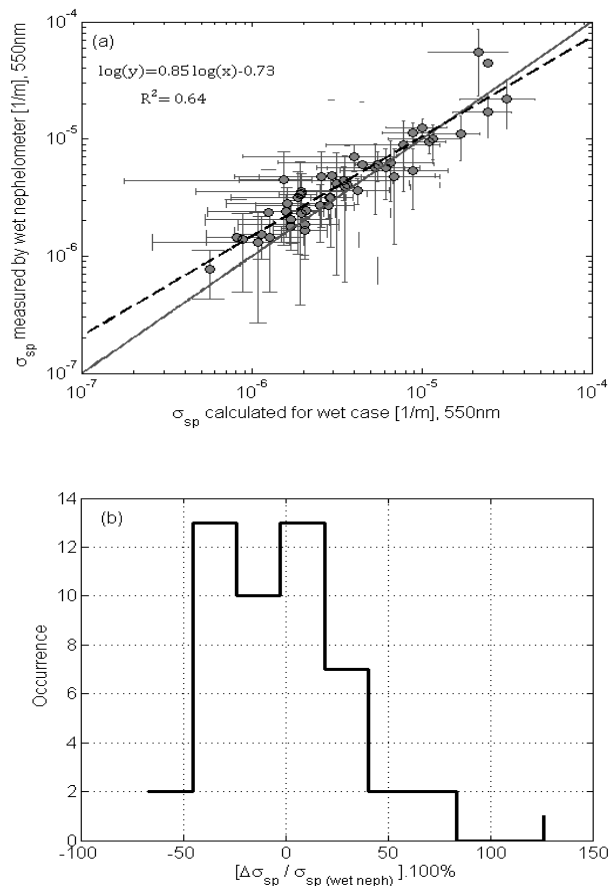 10^-4
(a)
log(y)=0.85log(x)-0.73
R^2= 0.64
10^-5
10^-6
10^-7
σ_sp measured by wet nephelometer [1/m], 550nm
10^-7 10^-6 10^-5 10^-4
σ_sp calculated for wet case [1/m], 550nm
(b)
14
12
10
8
6
4
2
0
Occurrence
-100 -50 0 50 100 150
[Δσ_sp / σ_sp (wet neph)].100%